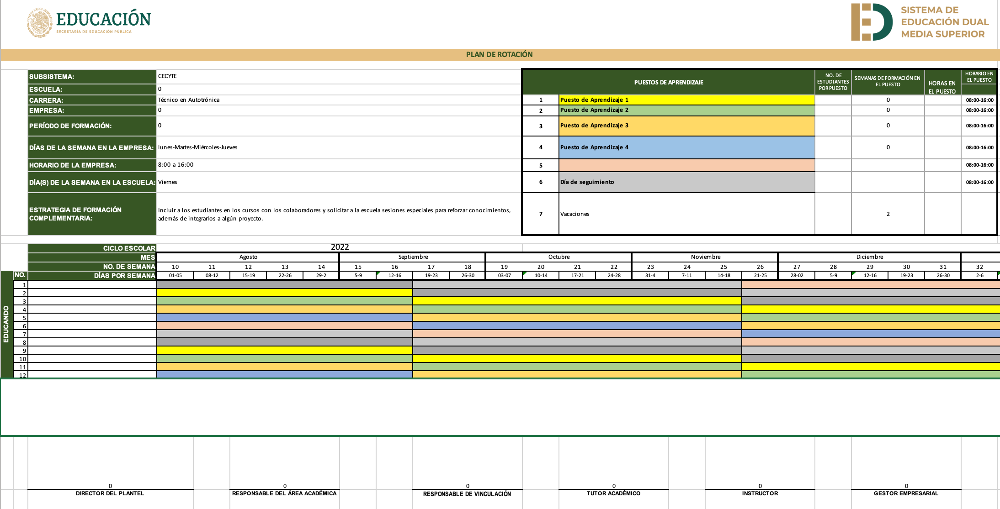 ESTADOS UNIDOS MEXICANOS
EDUCACIÓN
SECRETARÍA DE EDUCACIÓN PÚBLICA
SISTEMA DE
EDUCACIÓN DUAL
MEDIA SUPERIOR
PLAN DE ROTACIÓN
SUBSISTEMA: CECYTE
ESCUELA: 0
CARRERA: Técnico en Autotrónica
EMPRESA: 0
PERÍODO DE FORMACIÓN: 0
DÍAS DE LA SEMANA EN LA EMPRESA: lunes-Martes-Miércoles-Jueves
HORARIO DE LA EMPRESA: 8:00 a 16:00
DÍA(S) DE LA SEMANA EN LA ESCUELA: Viernes
ESTRATEGIA DE FORMACIÓN
COMPLEMENTARIA:
Incluir a los estudiantes en los cursos con los colaboradores y solicitar a la escuela sesiones especiales para reforzar conocimientos,
además de integrarlos a algún proyecto.
PUESTOS DE APRENDIZAJE
NO. DE
ESTUDIANTES
POR PUESTO
SEMANAS DE FORMACIÓN EN
EL PUESTO
HORAS EN
EL PUESTO
HORARIO EN
EL PUESTO
1 Puesto de Aprendizaje 1 0 08:00-16:00
2 Puesto de Aprendizaje 2 0 08:00-16:00
3 Puesto de Aprendizaje 3 0 08:00-16:00
4 Puesto de Aprendizaje 4 0 08:00-16:00
5 08:00-16:00
6 Día de seguimiento 08:00-16:00
7 Vacaciones 2
CICLO ESCOLAR 2022
MES Agosto Septiembre Octubre Noviembre Diciembre
NO. DE SEMANA 10 11 12 13 14 15 16 17 18 19 20 21 22 23 24 25 26 27 28 29 30 31 32
NO. DÍAS POR SEMANA 01-05 08-12 15-19 22-26 29-2 5-9 12-16 19-23 26-30 03-07 10-14 17-21 24-28 31-4 7-11 14-18 21-25 28-02 5-9 12-16 19-23 26-30 2-6
EDUCANDO
1
2
3
4
5
6
7
8
9
10
11
12
0 0 0 0 0 0
DIRECTOR DEL PLANTEL RESPONSABLE DEL ÁREA ACADÉMICA RESPONSABLE DE VINCULACIÓN TUTOR ACADÉMICO INSTRUCTOR GESTOR EMPRESARIAL